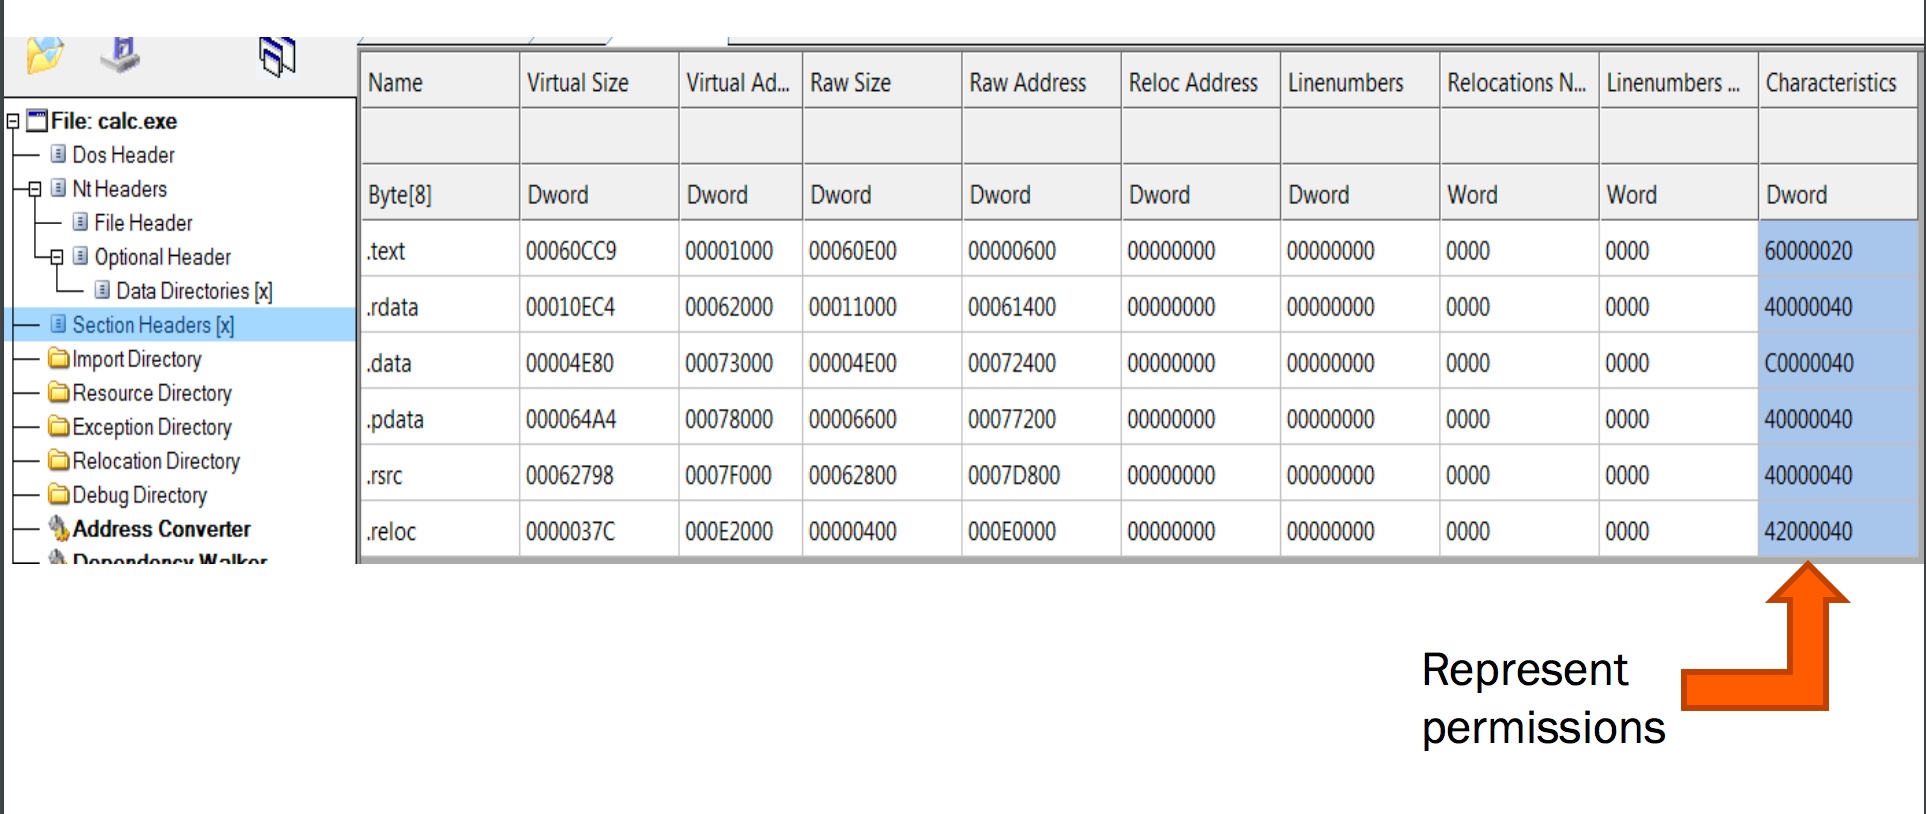 File: calc.exe
Dos Header
Nt Headers
File Header
Optional Header
Data Directories [x]
Section Headers [x]
Import Directory
Resource Directory
Exception Directory
Relocation Directory
Debug Directory
Address Converter
Dependency Walker
Name Virtual Size Virtual Ad... Raw Size Raw Address Reloc Address Linenumbers Relocations N... Linenumbers ... Characteristics
Byte[8] Dword Dword Dword Dword Dword Dword Word Word Dword
.text 00060CC9 00001000 00060E00 00000600 00000000 00000000 0000 0000 60000020
.rdata 00010EC4 00062000 00011000 00061400 00000000 00000000 0000 0000 40000040
.data 00004E80 00073000 00004E00 00072400 00000000 00000000 0000 0000 C0000040
.pdata 000064A4 00078000 00006600 00077200 00000000 00000000 0000 0000 40000040
.rsrc 00062798 0007F000 00062800 0007D800 00000000 00000000 0000 0000 40000040
.reloc 0000037C 000E2000 00000400 000E0000 00000000 00000000 0000 0000 42000040
Represent
permissions